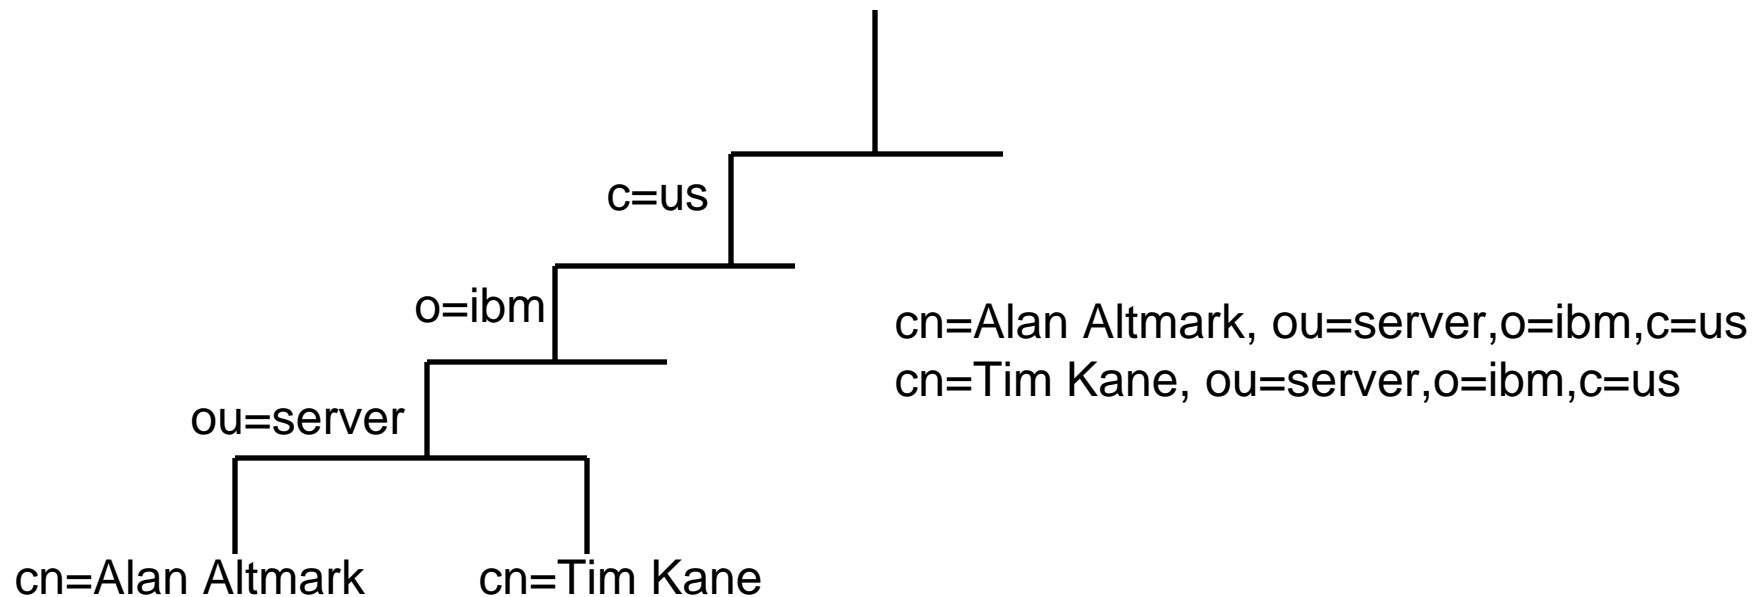 c=us
o=ibm
cn=Alan Altmark, ou=server,o=ibm,c=us
cn=Tim Kane, ou=server,o=ibm,c=us
ou=server
cn=Alan Altmark
cn=Tim Kane